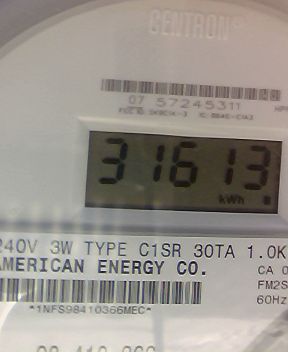 CENTRON®
07 57245311
31613
kWh
240V 3W TYPE C1SR 30TA 1.0K
AMERICAN ENERGY CO.
CA 0
FM2S
60Hz
*1NFS98410366MEC*